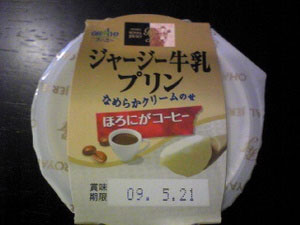 ジャージー牛乳
プリン
なめらかクリームのせ
ほろにがコーヒー
賞味
期限
09. 5.21